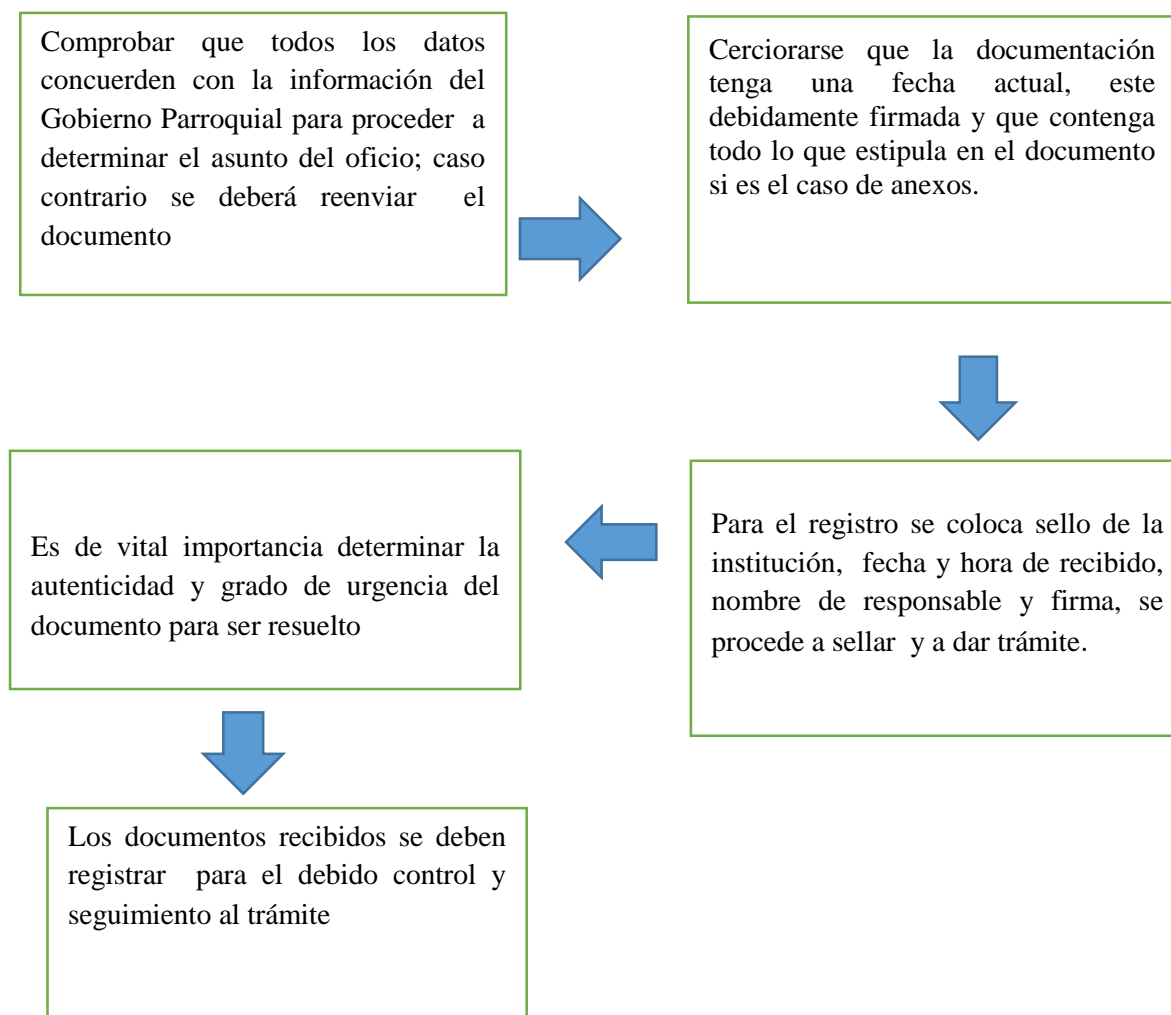 Comprobar que todos los datos
concuerden con la información del
Gobierno Parroquial para proceder a
determinar el asunto del oficio; caso
contrario se deberá reenviar el
documento
Cerciorarse que la documentación
tenga una fecha actual, este
debidamente firmada y que contenga
todo lo que estipula en el documento
si es el caso de anexos.
Para el registro se coloca sello de la
institución, fecha y hora de recibido,
nombre de responsable y firma, se
procede a sellar y a dar trámite.
Es de vital importancia determinar la
autenticidad y grado de urgencia del
documento para ser resuelto
Los documentos recibidos se deben
registrar para el debido control y
seguimiento al trámite